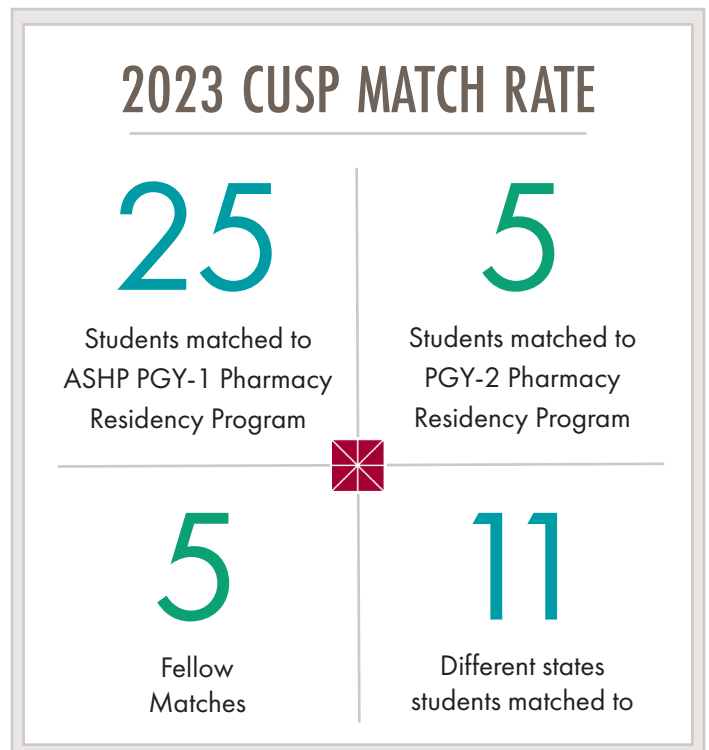 2023 CUSP MATCH RATE
25
Students matched to
ASHP PGY-1 Pharmacy
Residency Program
5
Students matched to
PGY-2 Pharmacy
Residency Program
5
Fellow
Matches
11
Different states
students matched to